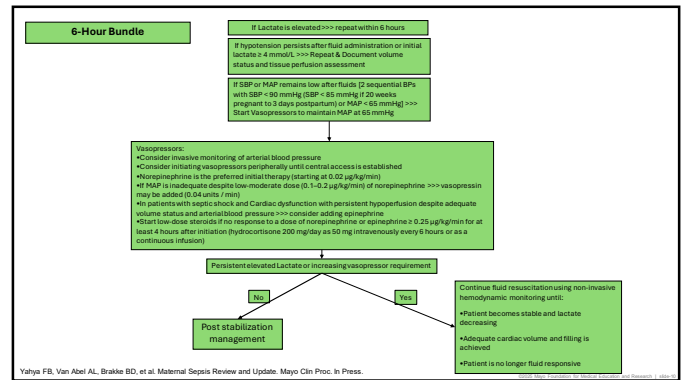 6-Hour Bundle
If Lactate is elevated >>> repeat within 6 hours
If hypotension persists after fluid administration or initial
lactate ≥ 4 mmol/L >>> Repeat & Document volume
status and tissue perfusion assessment
If SBP or MAP remains low after fluids [2 sequential BPs
with SBP < 90 mmHg (SBP < 85 mmHg if 20 weeks
pregnant to 3 days postpartum) or MAP < 65 mmHg] >>>
Start Vasopressors to maintain MAP at 65 mmHg
Vasopressors:
•Consider invasive monitoring of arterial blood pressure
•Consider initiating vasopressors peripherally until central access is established
•Norepinephrine is the preferred initial therapy (starting at 0.02 µg/kg/min)
•If MAP is inadequate despite low-moderate dose (0.1–0.2 µg/kg/min) of norepinephrine >>> vasopressin
may be added (0.04 units / min)
•In patients with septic shock and Cardiac dysfunction with persistent hypoperfusion despite adequate
volume status and arterial blood pressure >>> consider adding epinephrine
•Start low-dose steroids if no response to a dose of norepinephrine or epinephrine ≥ 0.25 µg/kg/min for at
least 4 hours after initiation (hydrocortisone 200 mg/day as 50 mg intravenously every 6 hours or as a
continuous infusion)
Persistent elevated Lactate or increasing vasopressor requirement
No
Yes
Post stabilization
management
Continue fluid resuscitation using non-invasive
hemodynamic monitoring until:
•Patient becomes stable and lactate
decreasing
•Adequate cardiac volume and filling is
achieved
•Patient is no longer fluid responsive
Yahya FB, Van Abel AL, Brakke BD, et al. Maternal Sepsis Review and Update. Mayo Clin Proc. In Press.
©2025 Mayo Foundation for Medical Education and Research | slide-10